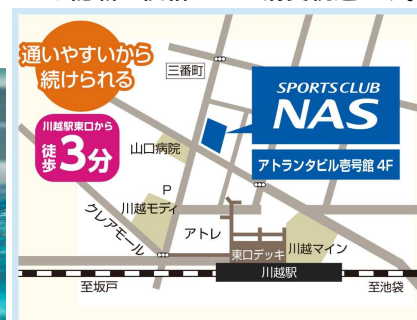 通いやすいから
続けられる
川越駅東口から
徒歩3分
三番町
SPORTS CLUB
NAS
アトランタビル壱号館 4F
山口病院
P
川越モディ
クレアモール
アトレ
東口デッキ
川越マイン
川越駅
至坂戸
至池袋